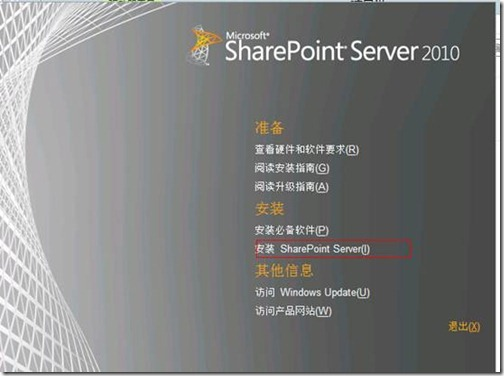 Microsoft®
SharePoint® Server 2010
准备
查看硬件和软件要求(R)
阅读安装指南(G)
阅读升级指南(A)
安装
安装必备软件(P)
安装 SharePoint Server(I)
其他信息
访问 Windows Update(U)
访问产品网站(W)
退出(X)